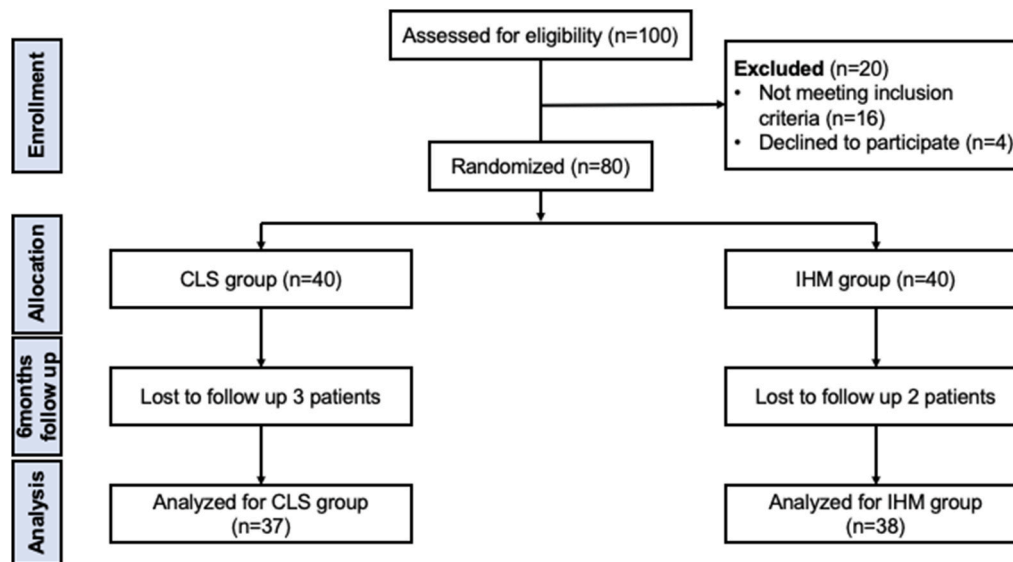 Enrollment
Assessed for eligibility (n=100)
Excluded (n=20)
• Not meeting inclusion
criteria (n=16)
• Declined to participate (n=4)
Randomized (n=80)
Allocation
CLS group (n=40)
IHM group (n=40)
6months
follow up
Lost to follow up 3 patients
Lost to follow up 2 patients
Analysis
Analyzed for CLS group
(n=37)
Analyzed for IHM group
(n=38)